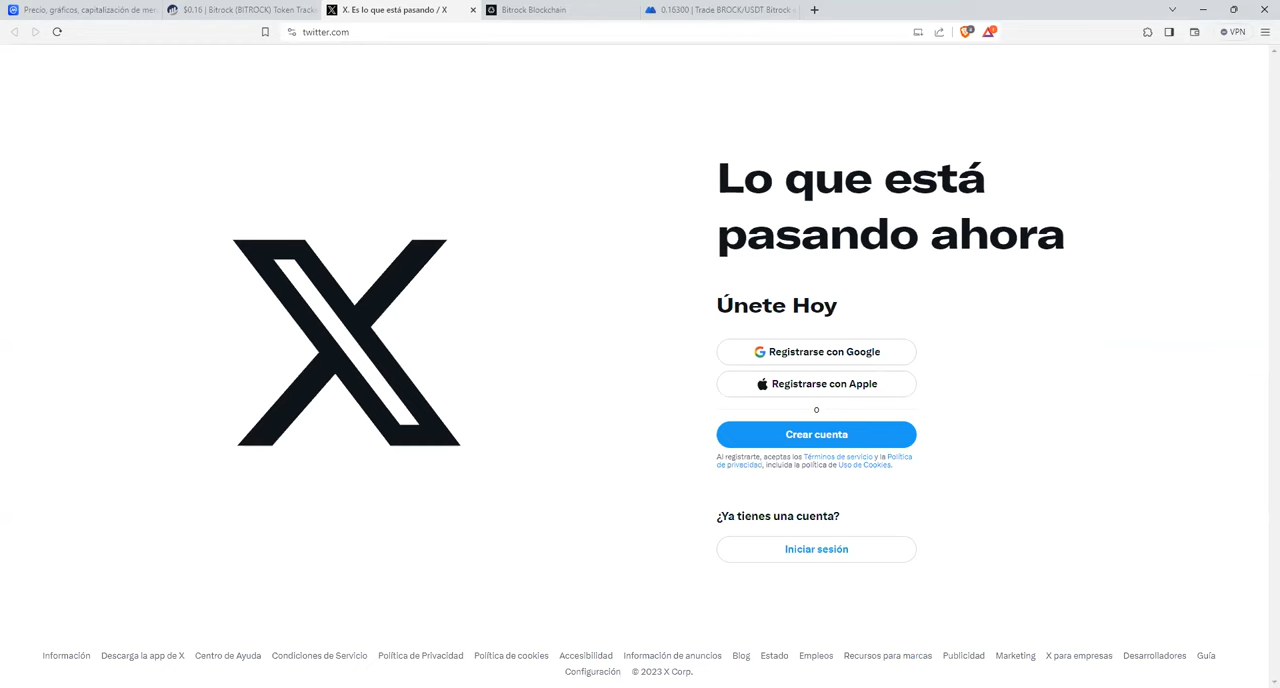 Precio, gráficos, capitalización de mer
$0.16 | Bitrock (BITROCK) Token Track
X. Es lo que está pasando / X
Bitrock Blockchain
0.16300 | Trade BROCK/USDT Bitrock
twitter.com
VPN
Lo que está
pasando ahora
Únete Hoy
Registrarse con Google
Registrarse con Apple
o
Crear cuenta
Al registrarte, aceptas los Términos de servicio y la Política
de privacidad, incluida la política de Uso de Cookies.
¿Ya tienes una cuenta?
Iniciar sesión
Información Descarga la app de X Centro de Ayuda Condiciones de Servicio Política de Privacidad Política de cookies Accesibilidad Información de anuncios Blog Estado Empleos Recursos para marcas Publicidad Marketing X para empresas Desarrolladores Guía
Configuración © 2023 X Corp.